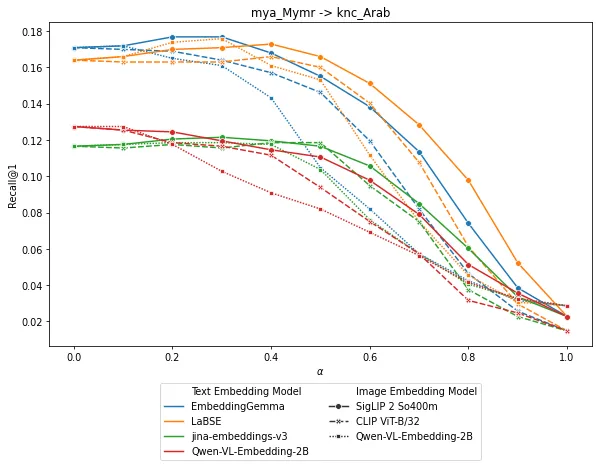 mya_Mymr -> knc_Arab
0.18
0.16
0.14
0.12
0.10
0.08
0.06
0.04
0.02
Recall@1
0.0 0.2 0.4 0.6 0.8 1.0
α
Text Embedding Model
EmbeddingGemma
LaBSE
jina-embeddings-v3
Qwen-VL-Embedding-2B
Image Embedding Model
SigLIP 2 So400m
CLIP ViT-B/32
Qwen-VL-Embedding-2B